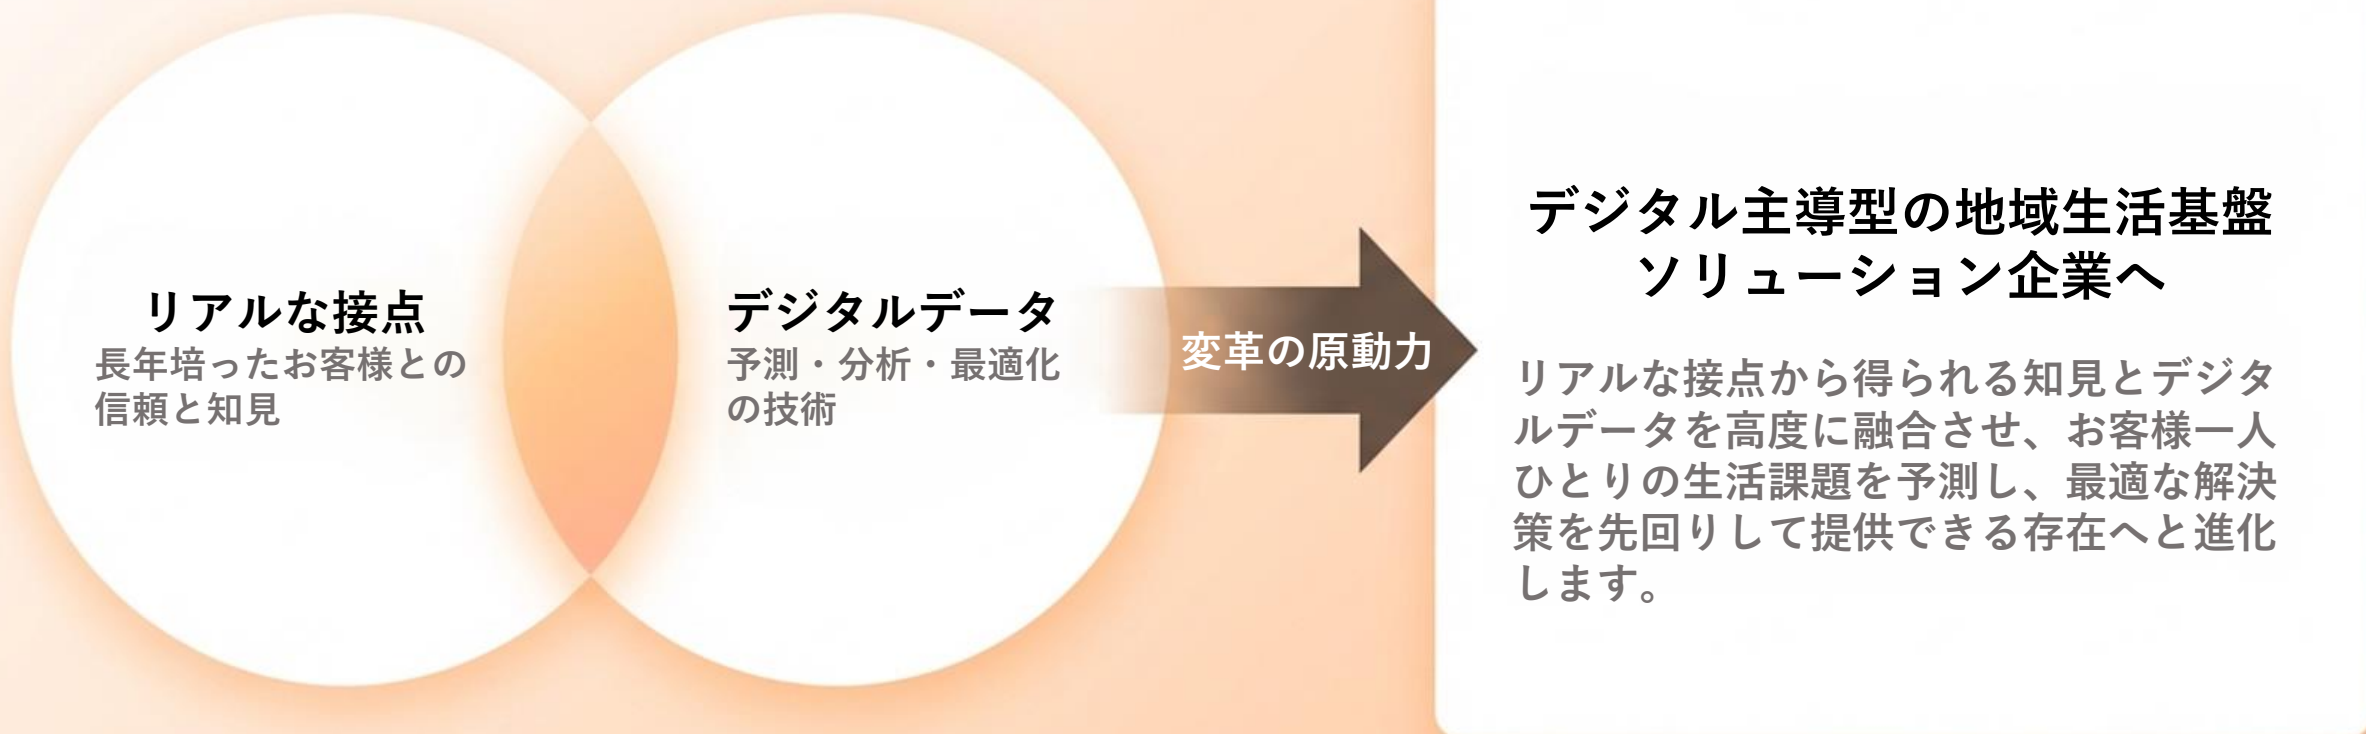 リアルな接点
長年培ったお客様との
信頼と知見
デジタルデータ
予測・分析・最適化
の技術
変革の原動力
デジタル主導型の地域生活基盤
ソリューション企業へ
リアルな接点から得られる知見とデジタ
ルデータを高度に融合させ、お客様一人
ひとりの生活課題を予測し、最適な解決
策を先回りして提供できる存在へと進化
します。